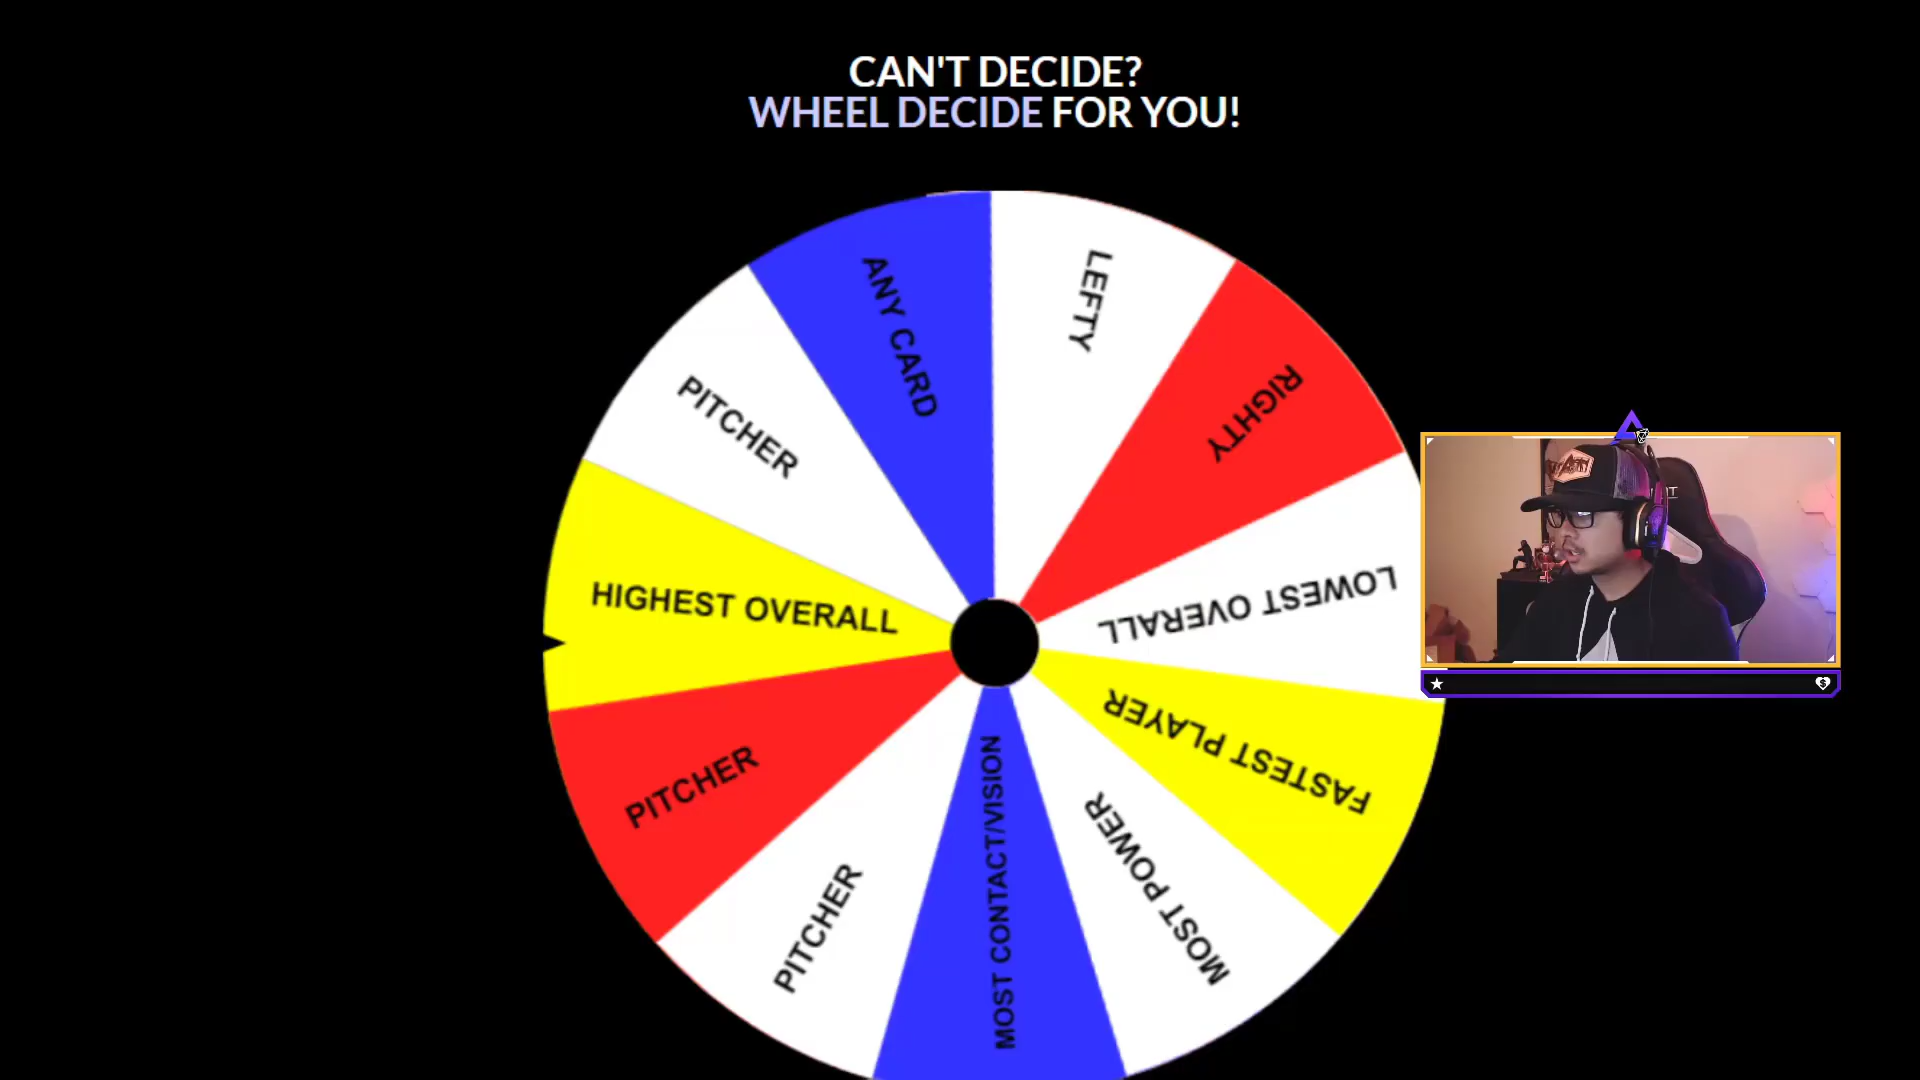 CAN'T DECIDE?
WHEEL DECIDE FOR YOU!
ANY CARD
LEFTY
RIGHTY
LOWEST OVERALL
FASTEST PLAYER
MOST POWER
MOST CONTACT/VISION
PITCHER
PITCHER
HIGHEST OVERALL
PITCHER